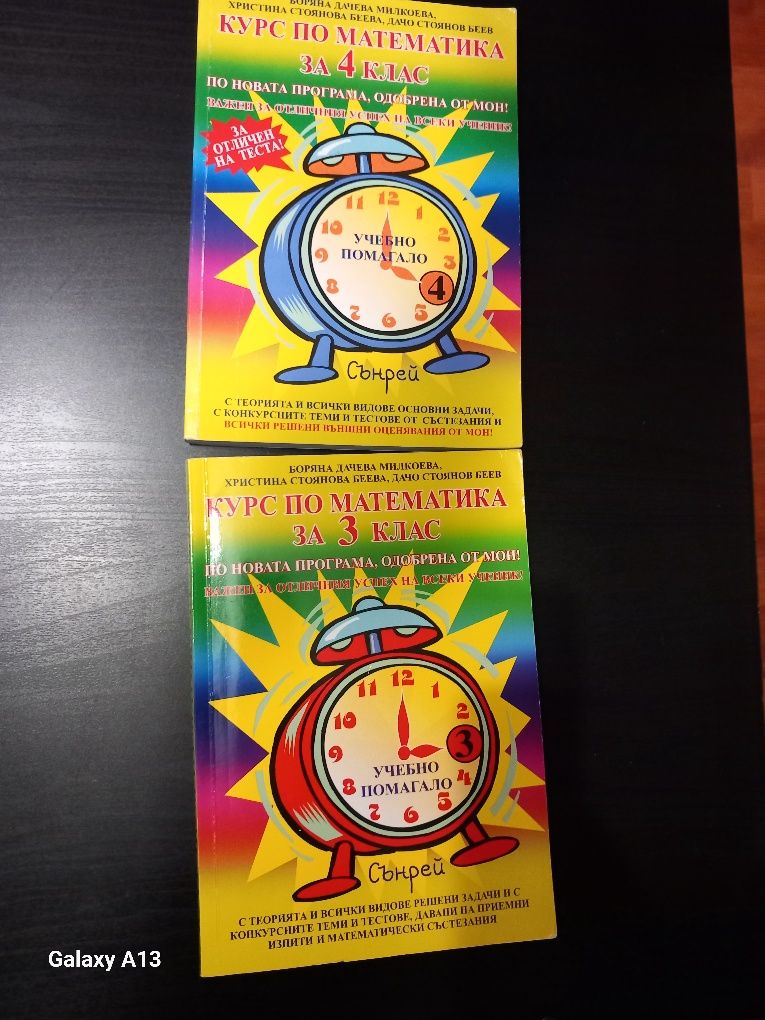 БОРЯНА ДАЧЕВА МИЛКОЕВА,
ХРИСТИНА СТОЯНОВА БЕЕВА, ДАЧО СТОЯНОВ БЕЕВ
КУРС ПО МАТЕМАТИКА
ЗА 4 КЛАС
ПО НОВАТА ПРОГРАМА, ОДОБРЕНА ОТ МОН!
ВАЖЕН ЗА ОТЛИЧНИЯ УСПЕХ НА ВСЕКИ УЧЕНИК!
ЗА
ОТЛИЧЕН
НА ТЕСТА!
11 12 1
10 2
УЧЕБНО
ПОМАГАЛО
9 3
8 4
7 6 5
Сънрей
С ТЕОРИЯТА И ВСИЧКИ ВИДОВЕ ОСНОВНИ ЗАДАЧИ,
С КОНКУРСНИТЕ ТЕМИ И ТЕСТОВЕ ОТ СЪСТЕЗАНИЯ И
ВСИЧКИ РЕШЕНИ ВЪНШНИ ОЦЕНЯВАНИЯ ОТ МОН!
БОРЯНА ДАЧЕВА МИЛКОЕВА,
ХРИСТИНА СТОЯНОВА БЕЕВА, ДАЧО СТОЯНОВ БЕЕВ
КУРС ПО МАТЕМАТИКА
ЗА 3 КЛАС
ПО НОВАТА ПРОГРАМА, ОДОБРЕНА ОТ МОН!
ВАЖЕН ЗА ОТЛИЧНИЯ УСПЕХ НА ВСЕКИ УЧЕНИК!
11 12 1
10 2
9 3
УЧЕБНО
ПОМАГАЛО
8 4
7 6 5
Сънрей
С ТЕОРИЯТА И ВСИЧКИ ВИДОВЕ РЕШЕНИ ЗАДАЧИ И С
КОНКУРСНИТЕ ТЕМИ И ТЕСТОВЕ, ДАВАНИ НА ПРИЕМНИ
ИЗПИТИ И МАТЕМАТИЧЕСКИ СЪСТЕЗАНИЯ
Galaxy A13